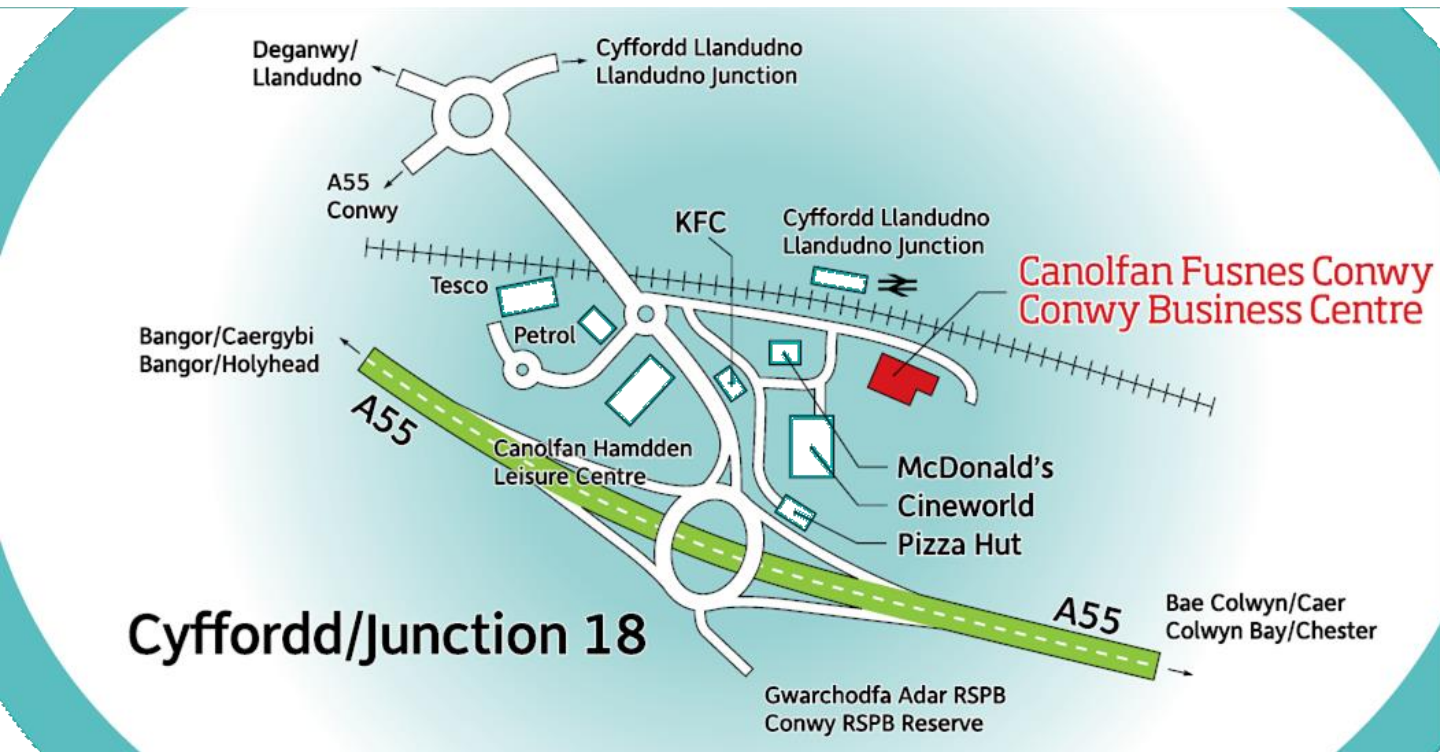 Deganwy/
Llandudno
Cyffordd Llandudno
Llandudno Junction
A55
Conwy
KFC
Cyffordd Llandudno
Llandudno Junction
Canolfan Fusnes Conwy
Conwy Business Centre
Tesco
Petrol
Bangor/Caergybi
Bangor/Holyhead
A55
Canolfan Hamdden
Leisure Centre
McDonald's
Cineworld
Pizza Hut
Cyffordd/Junction 18
A55
Bae Colwyn/Caer
Colwyn Bay/Chester
Gwarchodfa Adar RSPB
Conwy RSPB Reserve